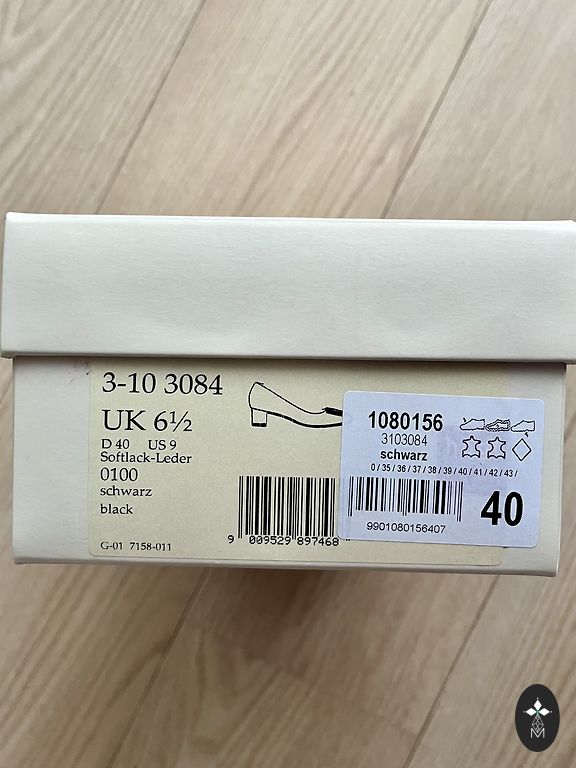 3-10 3084
UK 6½
D 40 US 9
Softlack-Leder
0100
schwarz
black
G-01 7158-011
9 009529 897468
1080156
3103084
schwarz
0 / 35 / 36 / 37 / 38 / 39 / 40 / 41 / 42 / 43 /
9901080156407
40
M